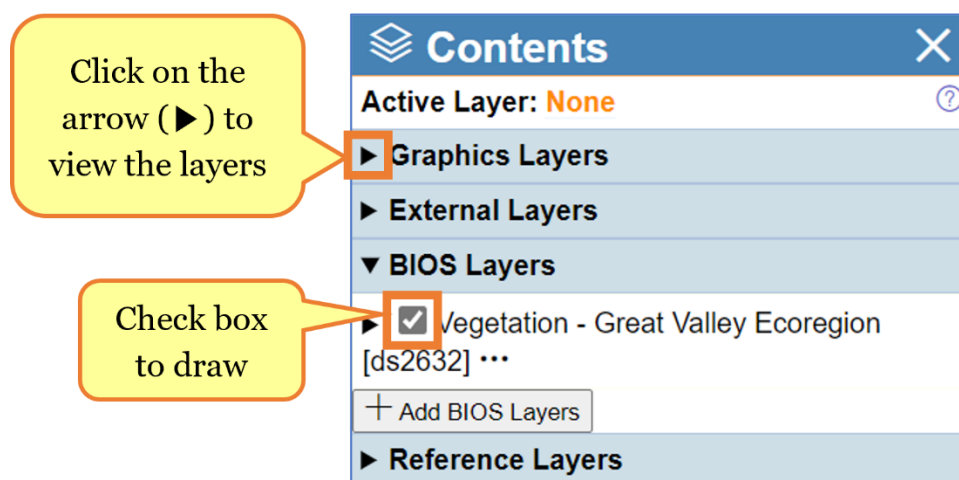 Click on the
arrow (▶) to
view the layers
Contents
Active Layer: None
?
▶ Graphics Layers
▶ External Layers
▼ BIOS Layers
Check box
to draw
▶ Vegetation - Great Valley Ecoregion
[ds2632] •••
+ Add BIOS Layers
▶ Reference Layers